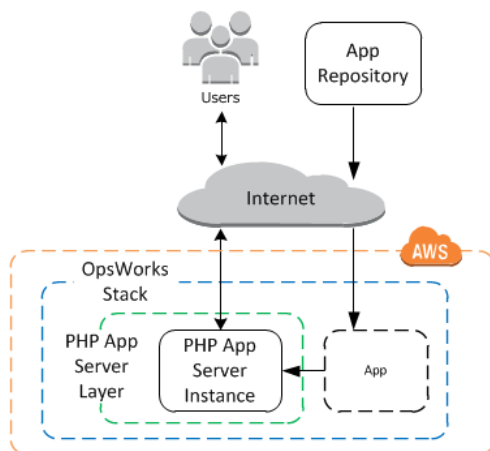 Users
App
Repository
Internet
AWS
OpsWorks
Stack
PHP App
Server
Layer
PHP App
Server
Instance
App